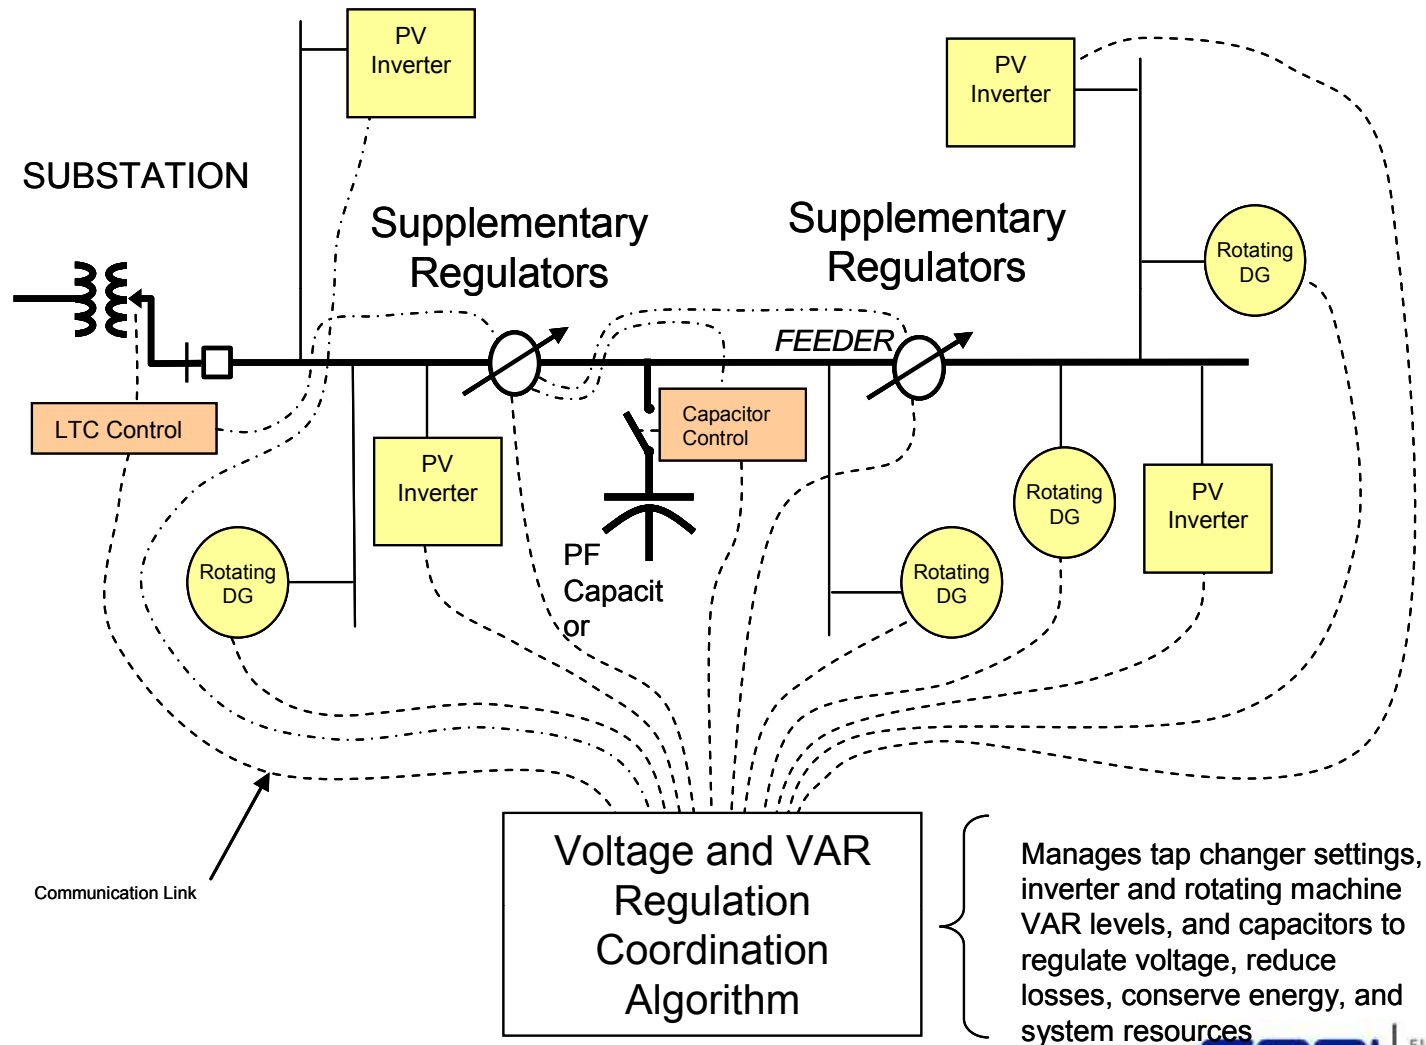 PV
Inverter
PV
Inverter
SUBSTATION
Supplementary
Regulators
Supplementary
Regulators
Rotating
DG
FEEDER
LTC Control
Capacitor
Control
PV
Inverter
Rotating
DG
PV
Inverter
Rotating
DG
PF
Capacit
or
Rotating
DG
Voltage and VAR
Regulation
Coordination
Algorithm
Communication Link
Manages tap changer settings,
inverter and rotating machine
VAR levels, and capacitors to
regulate voltage, reduce
losses, conserve energy, and
system resources